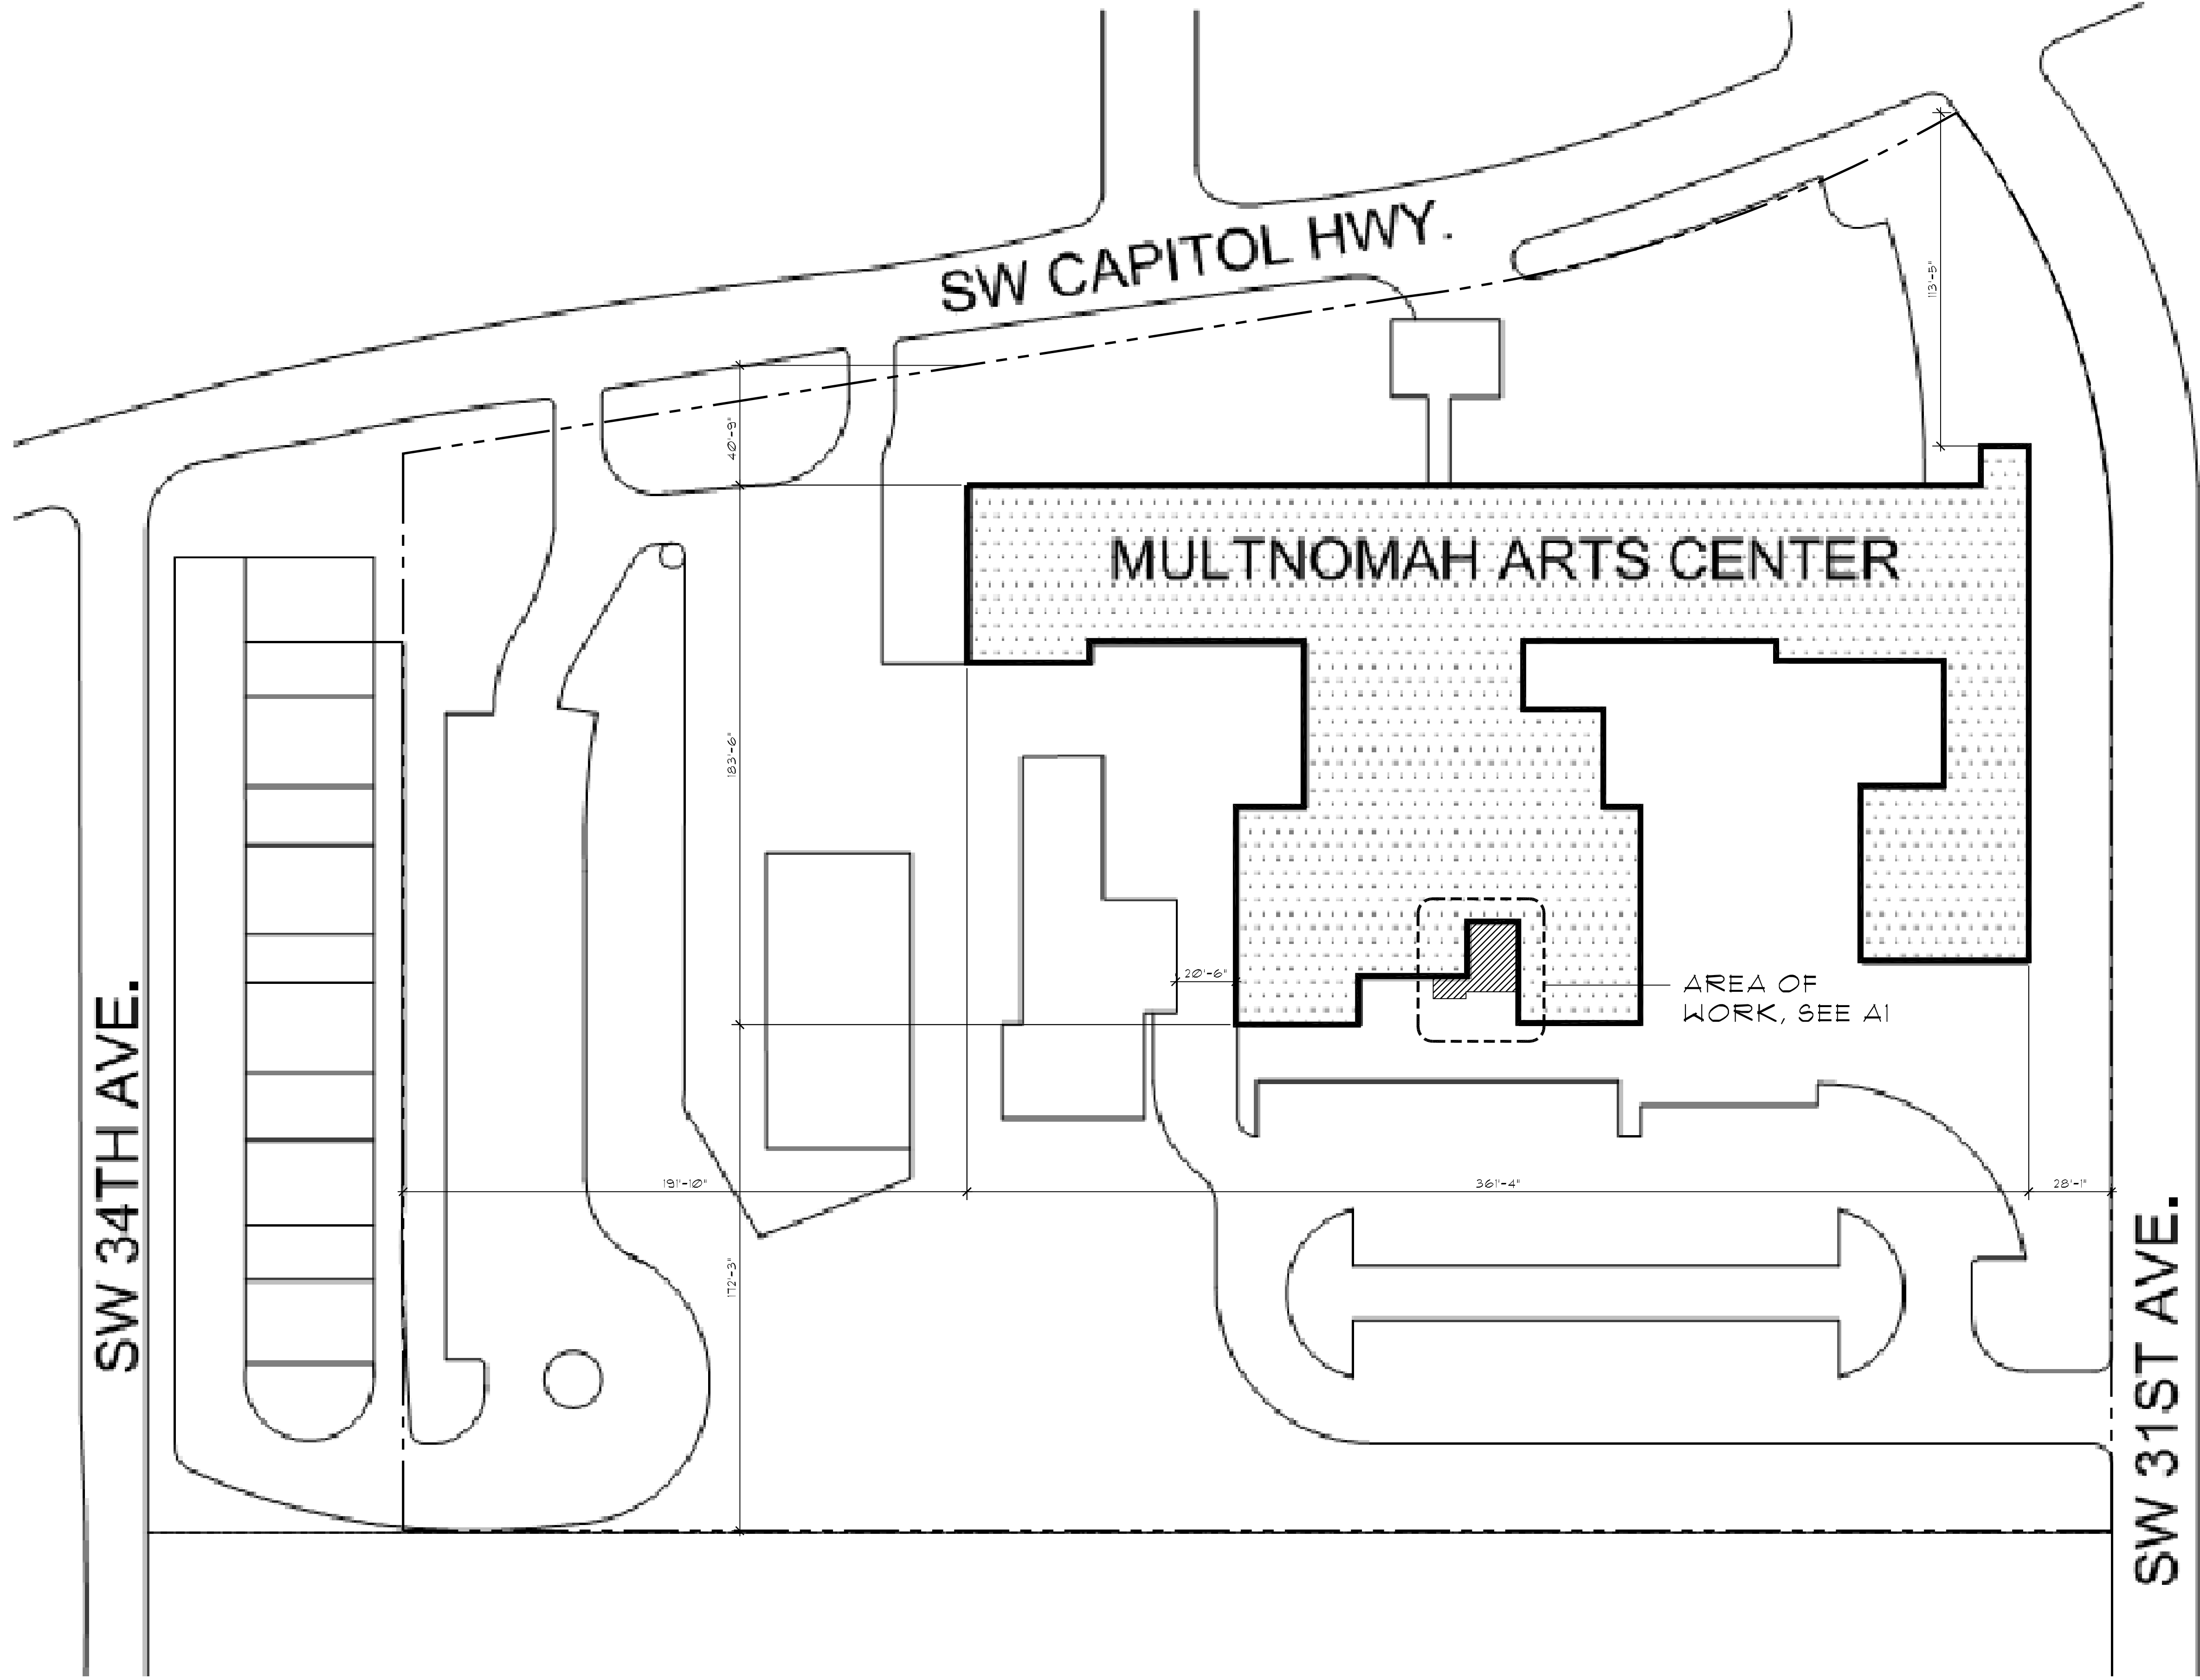 SW CAPITOL HWY.
113'-5"
40'-9"
MULTNOMAH ARTS CENTER
183'-6"
20'-6"
AREA OF
WORK, SEE A1
SW 34TH AVE.
191'-10"
361'-4"
28'-1"
172'-3"
SW 31ST AVE.